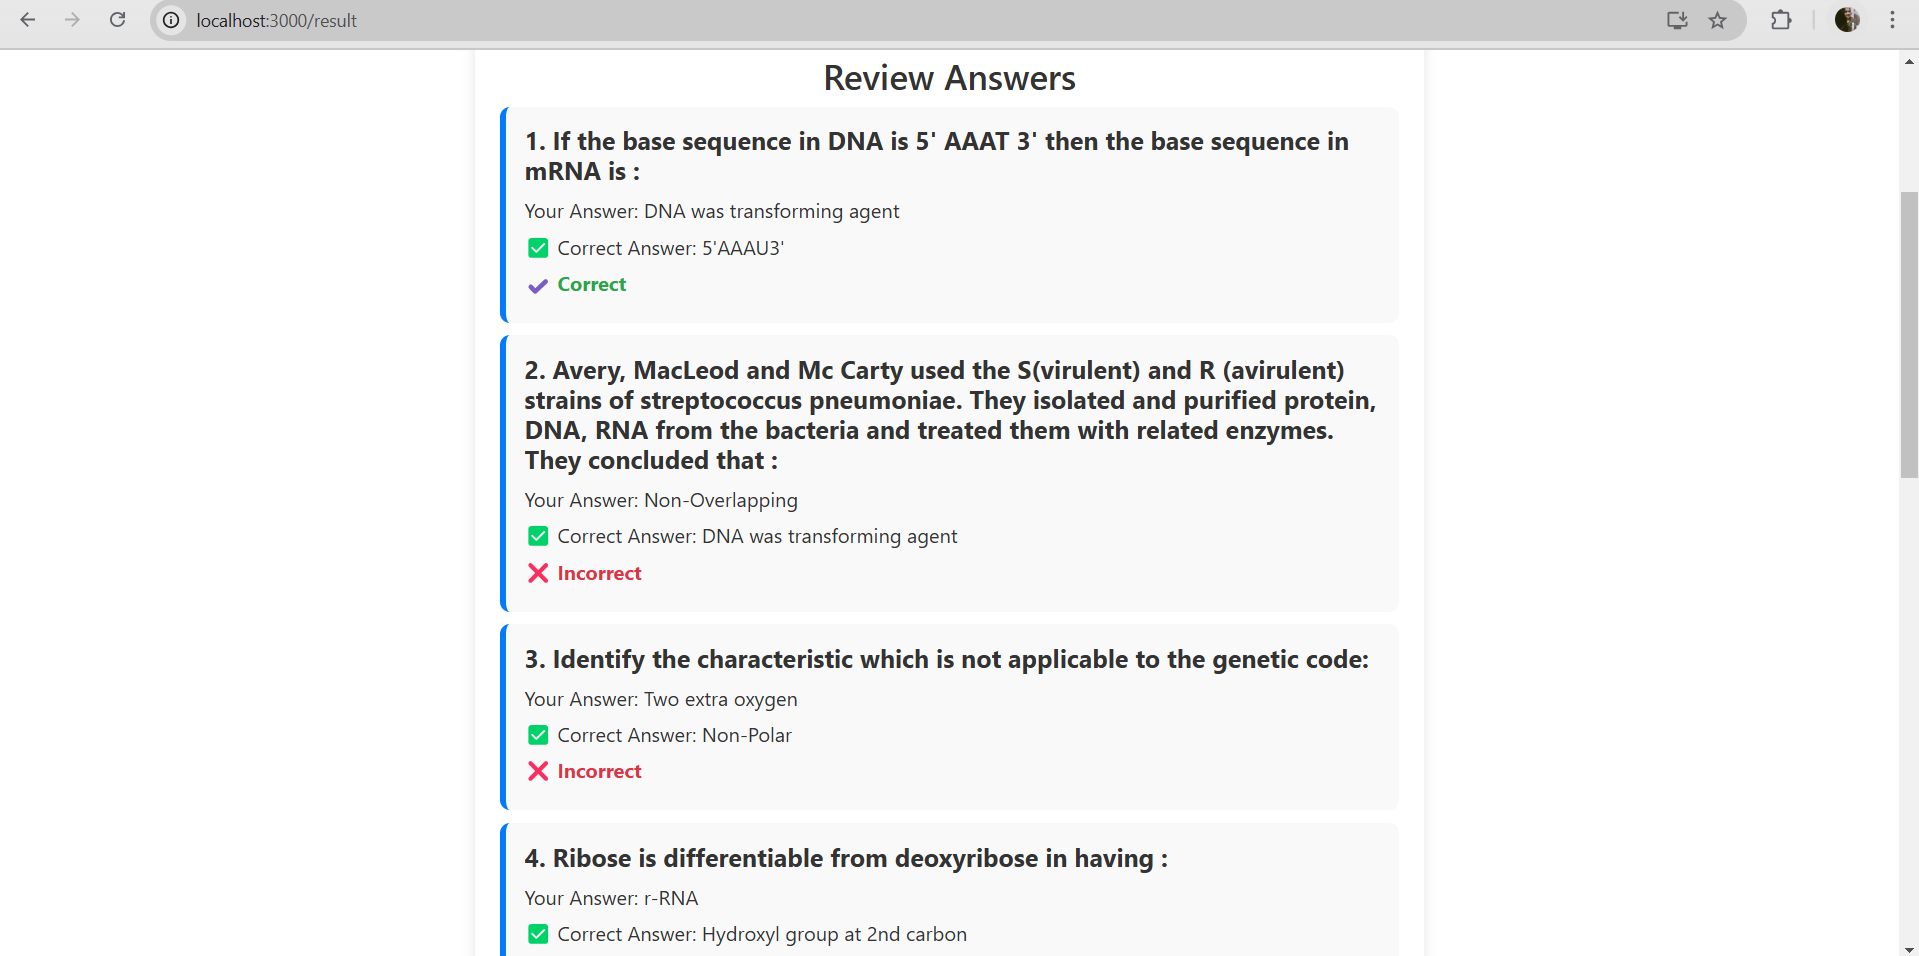 localhost:3000/result
Review Answers
1. If the base sequence in DNA is 5' AAAT 3' then the base sequence in
mRNA is :
Your Answer: DNA was transforming agent
Correct Answer: 5'AAAU3'
Correct
2. Avery, MacLeod and Mc Carty used the S(virulent) and R (avirulent)
strains of streptococcus pneumoniae. They isolated and purified protein,
DNA, RNA from the bacteria and treated them with related enzymes.
They concluded that :
Your Answer: Non-Overlapping
Correct Answer: DNA was transforming agent
Incorrect
3. Identify the characteristic which is not applicable to the genetic code:
Your Answer: Two extra oxygen
Correct Answer: Non-Polar
Incorrect
4. Ribose is differentiable from deoxyribose in having :
Your Answer: r-RNA
Correct Answer: Hydroxyl group at 2nd carbon